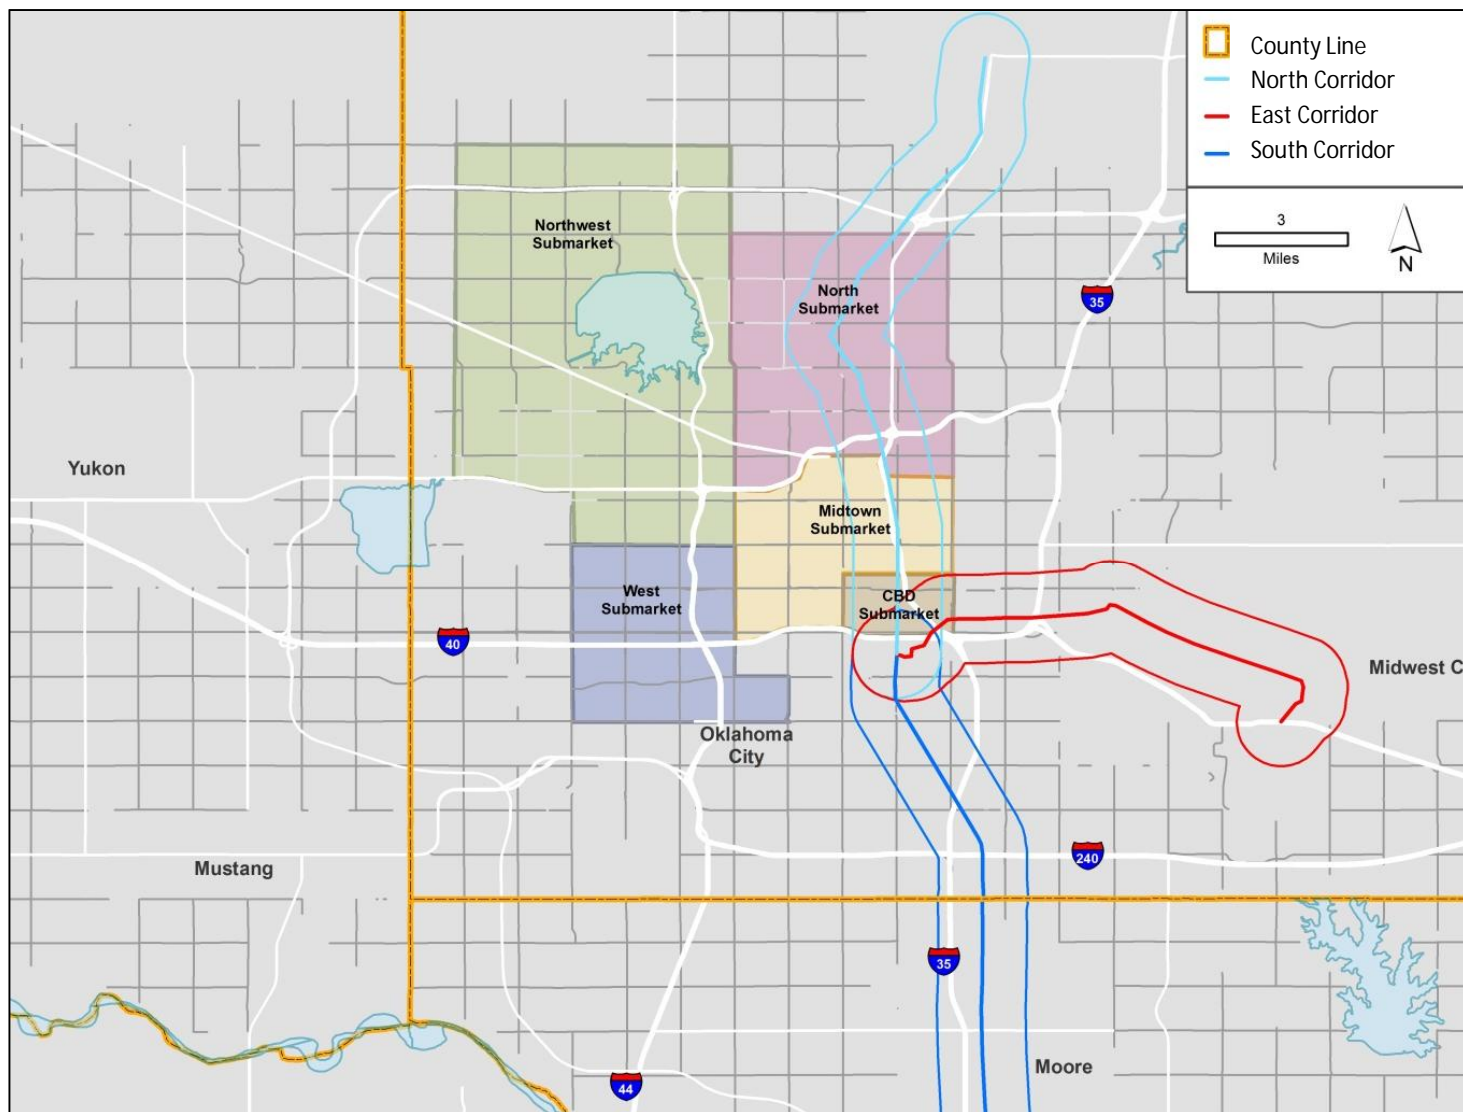 County Line
North Corridor
East Corridor
South Corridor
3
Miles
N
Northwest
Submarket
North
Submarket
35
Yukon
Midtown
Submarket
West
Submarket
CBD
Submarket
40
Midwest C
Oklahoma
City
240
Mustang
35
Moore
44